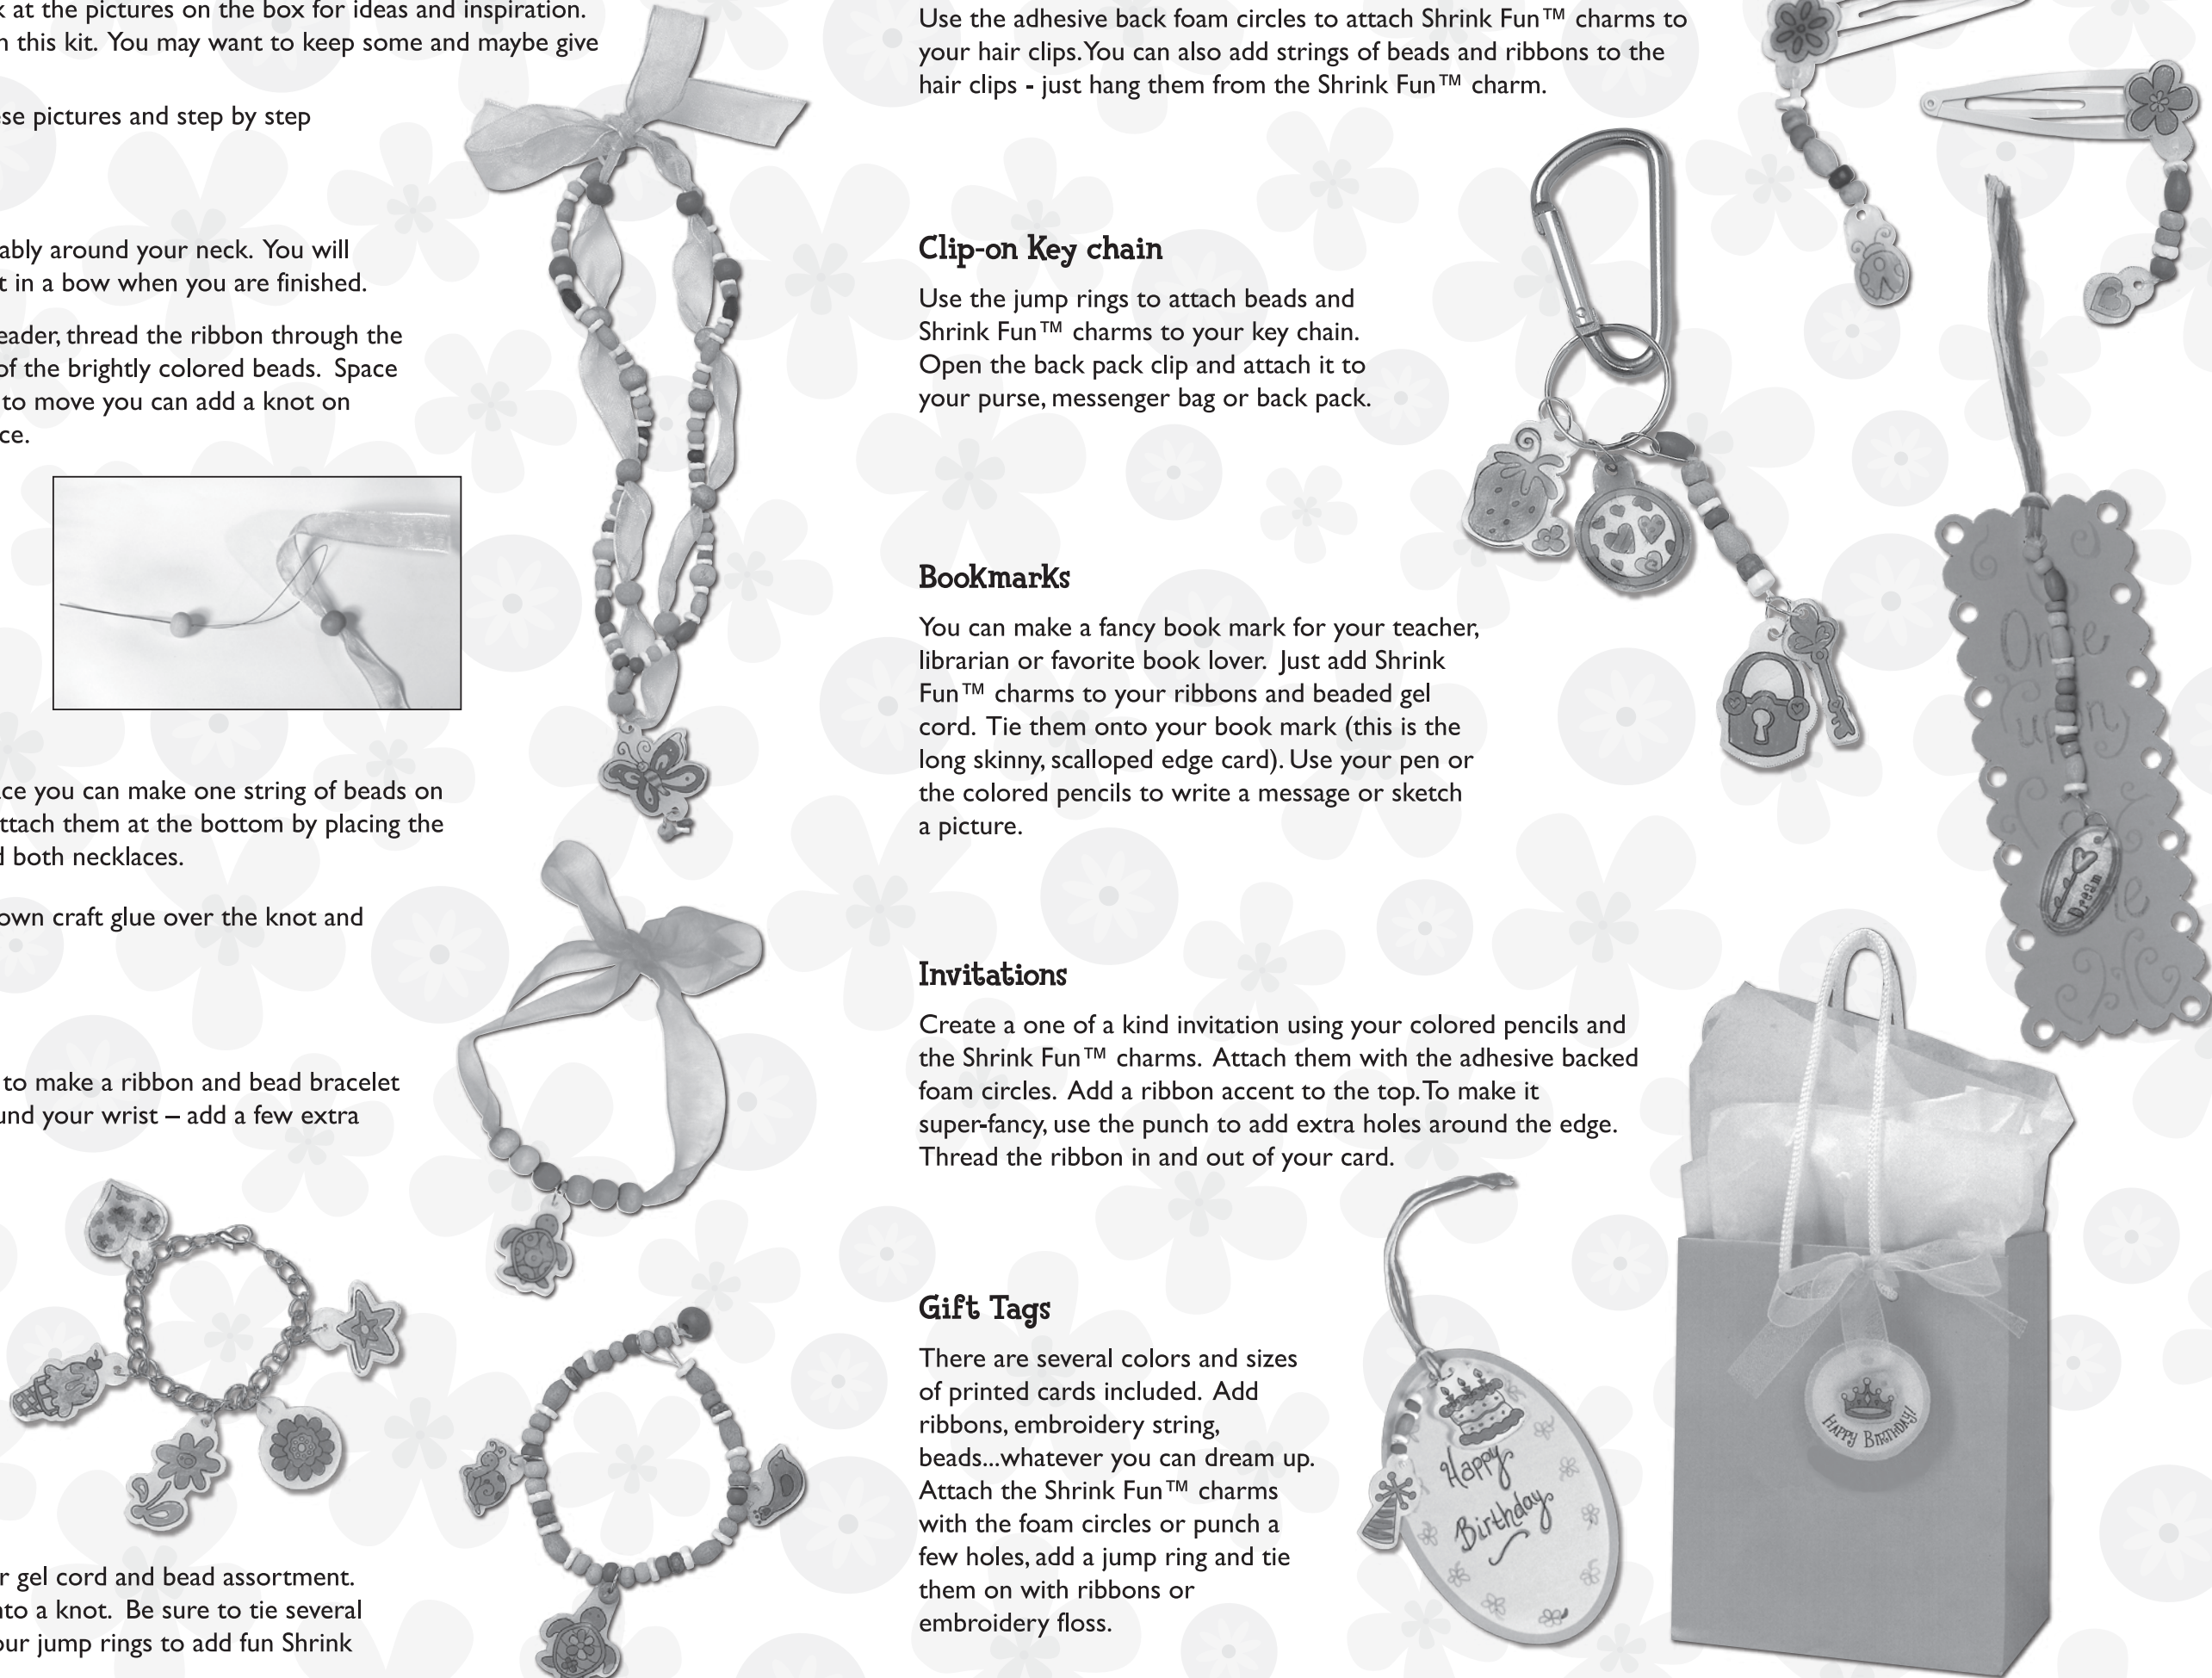 k at the pictures on the box for ideas and inspiration.
n this kit. You may want to keep some and maybe give
ese pictures and step by step
ably around your neck. You will
t in a bow when you are finished.
eader, thread the ribbon through the
of the brightly colored beads. Space
to move you can add a knot on
ce.
ace you can make one string of beads on
ttach them at the bottom by placing the
d both necklaces.
own craft glue over the knot and
to make a ribbon and bead bracelet
und your wrist – add a few extra
r gel cord and bead assortment.
nto a knot. Be sure to tie several
our jump rings to add fun Shrink
Use the adhesive back foam circles to attach Shrink Fun™ charms to
your hair clips. You can also add strings of beads and ribbons to the
hair clips - just hang them from the Shrink Fun™ charm.
Clip-on Key chain
Use the jump rings to attach beads and
Shrink Fun™ charms to your key chain.
Open the back pack clip and attach it to
your purse, messenger bag or back pack.
Bookmarks
You can make a fancy book mark for your teacher,
librarian or favorite book lover. Just add Shrink
Fun™ charms to your ribbons and beaded gel
cord. Tie them onto your book mark (this is the
long skinny, scalloped edge card). Use your pen or
the colored pencils to write a message or sketch
a picture.
Once
Dream
Invitations
Create a one of a kind invitation using your colored pencils and
the Shrink Fun™ charms. Attach them with the adhesive backed
foam circles. Add a ribbon accent to the top. To make it
super-fancy, use the punch to add extra holes around the edge.
Thread the ribbon in and out of your card.
Gift Tags
There are several colors and sizes
of printed cards included. Add
ribbons, embroidery string,
beads...whatever you can dream up.
Attach the Shrink Fun™ charms
with the foam circles or punch a
few holes, add a jump ring and tie
them on with ribbons or
embroidery floss.
Happy
Birthday
HAPPY BIRTHDAY!